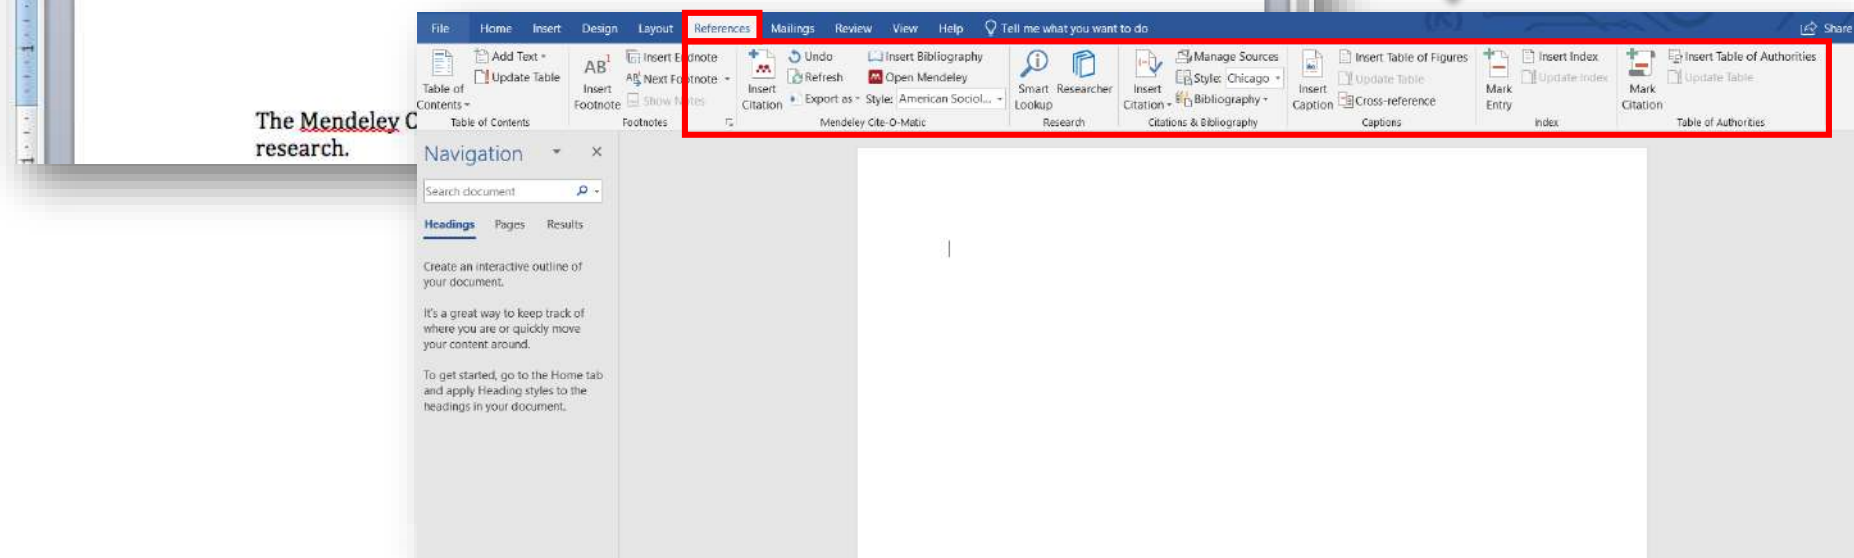 The Mendeley C
research.
File Home Insert Design Layout References Mailings Review View Help Tell me what you want to do Share
Table of Contents
Add Text
Update Table
Table of Contents
AB1
Insert Footnote
Insert Endnote
Next Footnote
Show Notes
Footnotes
Insert Citation
Undo
Refresh
Export as
Insert Bibliography
Open Mendeley
Style: American Sociol...
Mendeley Cite-O-Matic
Smart Lookup
Researcher
Research
Insert Citation
Manage Sources
Style: Chicago
Bibliography
Citations & Bibliography
Insert Caption
Insert Table of Figures
Update Table
Cross-reference
Captions
Mark Entry
Insert Index
Update Index
Index
Mark Citation
Insert Table of Authorities
Update Table
Table of Authorities
Navigation
Search document
Headings Pages Results
Create an interactive outline of
your document.
It's a great way to keep track of
where you are or quickly move
your content around.
To get started, go to the Home tab
and apply Heading styles to the
headings in your document.